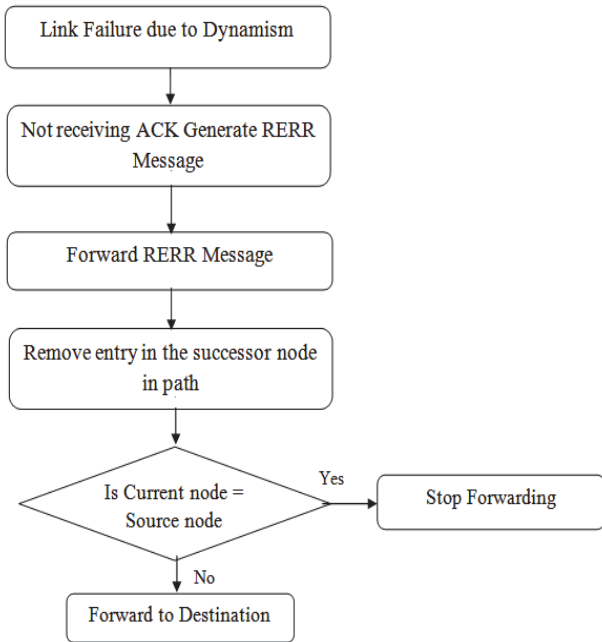 Link Failure due to Dynamism
Not receiving ACK Generate RERR
Message
Forward RERR Message
Remove entry in the successor node
in path
Is Current node =
Source node
Yes
Stop Forwarding
No
Forward to Destination